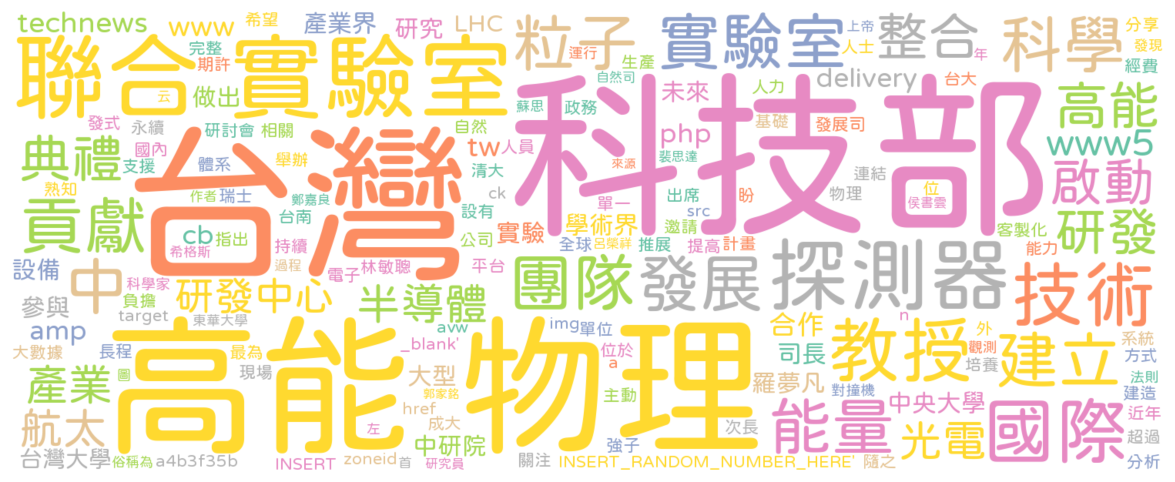 technews
www
希望
產業界
研究
LHC
粒子
運行
實驗室
上帝
人士
整合
年
科學
分享
發現
聯合實驗室
完整
期許
云
做出
生產
自然司
delivery
台大
經費
科技部
高能
發式
永續
研討會
相關
自然
蘇思
政務
未來
人力
基礎
發展司
典禮
國內
支援
體系
舉辦
台灣
tw
人員
php
裴思達
來源
連結
www5
啟動
熟知
作者
瑞士
鄭嘉良
清大
ck
單一
出席
盼
物理
位
侯書雲
貢獻
cb
指出
台南
設有
學術界
邀請
src
客製化
研發
希格斯
持續
公司
實驗
全球
呂榮祥
推展
提高
計畫
能力
設備
中
科學家
負擔
過程
電子
林敏聰
平台
團隊
發展
探測器
技術
參與
target
研發中心
東華大學
半導體
amp
avw
img
單位
合作
n
外
大數據
長程
最為
_blank'
位於
a
司長
教授
觀測
培養
建立
系統
方式
產業
圖
現場
高能物理
大型
郭家銘
href
主動
羅夢凡
對撞機
法則
建造
航太
左
成大
中研院
次長
能量
中央大學
光電
國際
近年
超過
台灣大學
俗稱為
a4b3f35b
INSERT
zoneid
首
研究員
強子
關注
INSERT_RANDOM_NUMBER_HERE'
隨之
分析